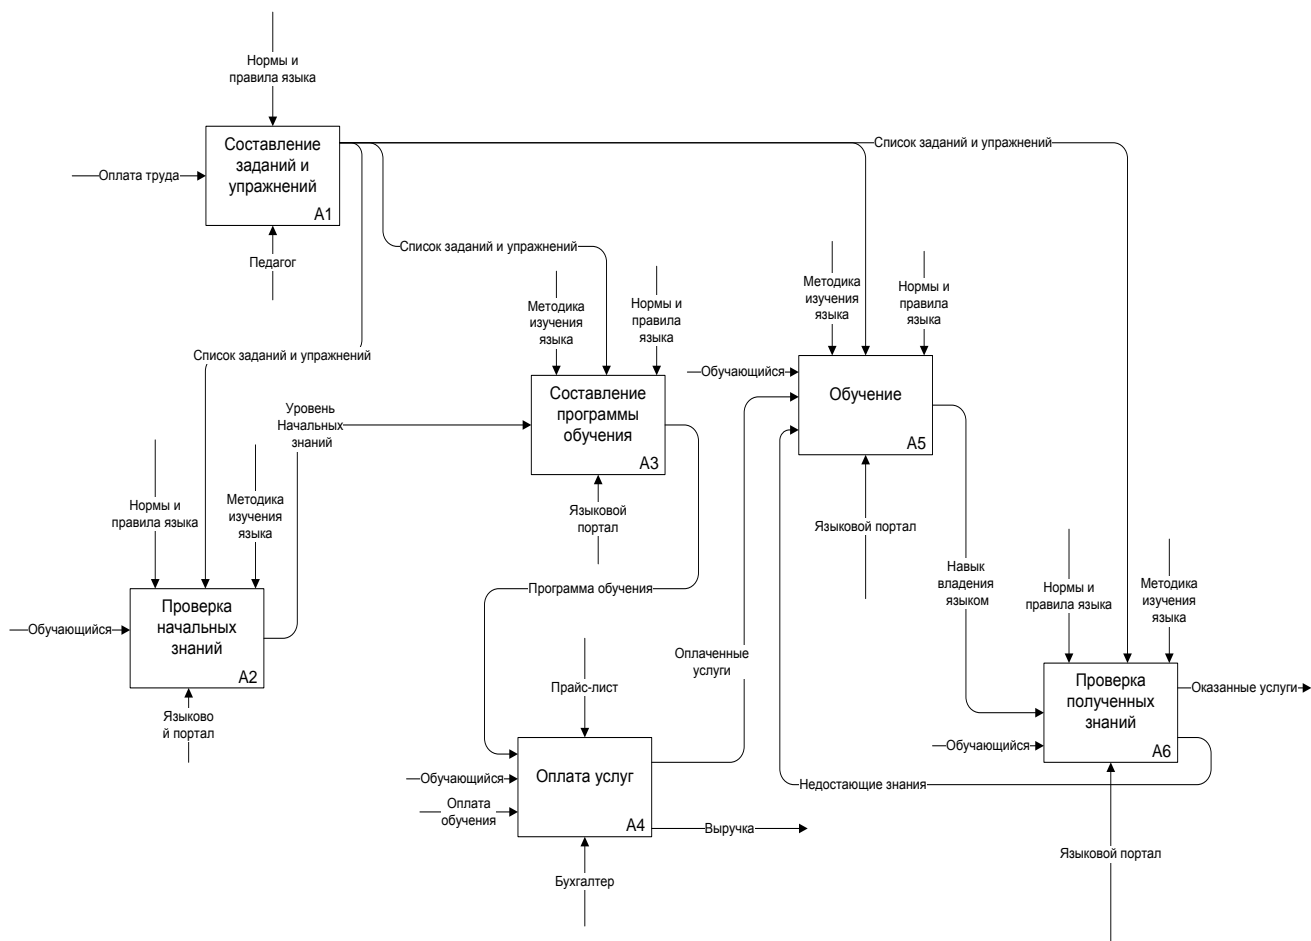 Нормы и
правила языка
Составление
заданий и
упражнений
A1
Оплата труда
Педагог
Список заданий и упражнений
Список заданий и упражнений
Список заданий и упражнений
Методика
изучения
языка
Нормы и
правила
языка
Методика
изучения
языка
Нормы и
правила
языка
Обучающийся
Обучение
A5
Составление
программы
обучения
A3
Уровень
Начальных
знаний
Языковой
портал
Языковой портал
Нормы и
правила языка
Методика
изучения
языка
Проверка
начальных
знаний
A2
Обучающийся
Языково
й портал
Программа обучения
Навык
владения
языком
Нормы и
правила языка
Методика
изучения
языка
Оплаченные
услуги
Прайс-лист
Проверка
полученных
знаний
A6
Оказанные услуги
Обучающийся
Недостающие знания
Оплата услуг
A4
Обучающийся
Оплата
обучения
Выручка
Бухгалтер
Языковой портал